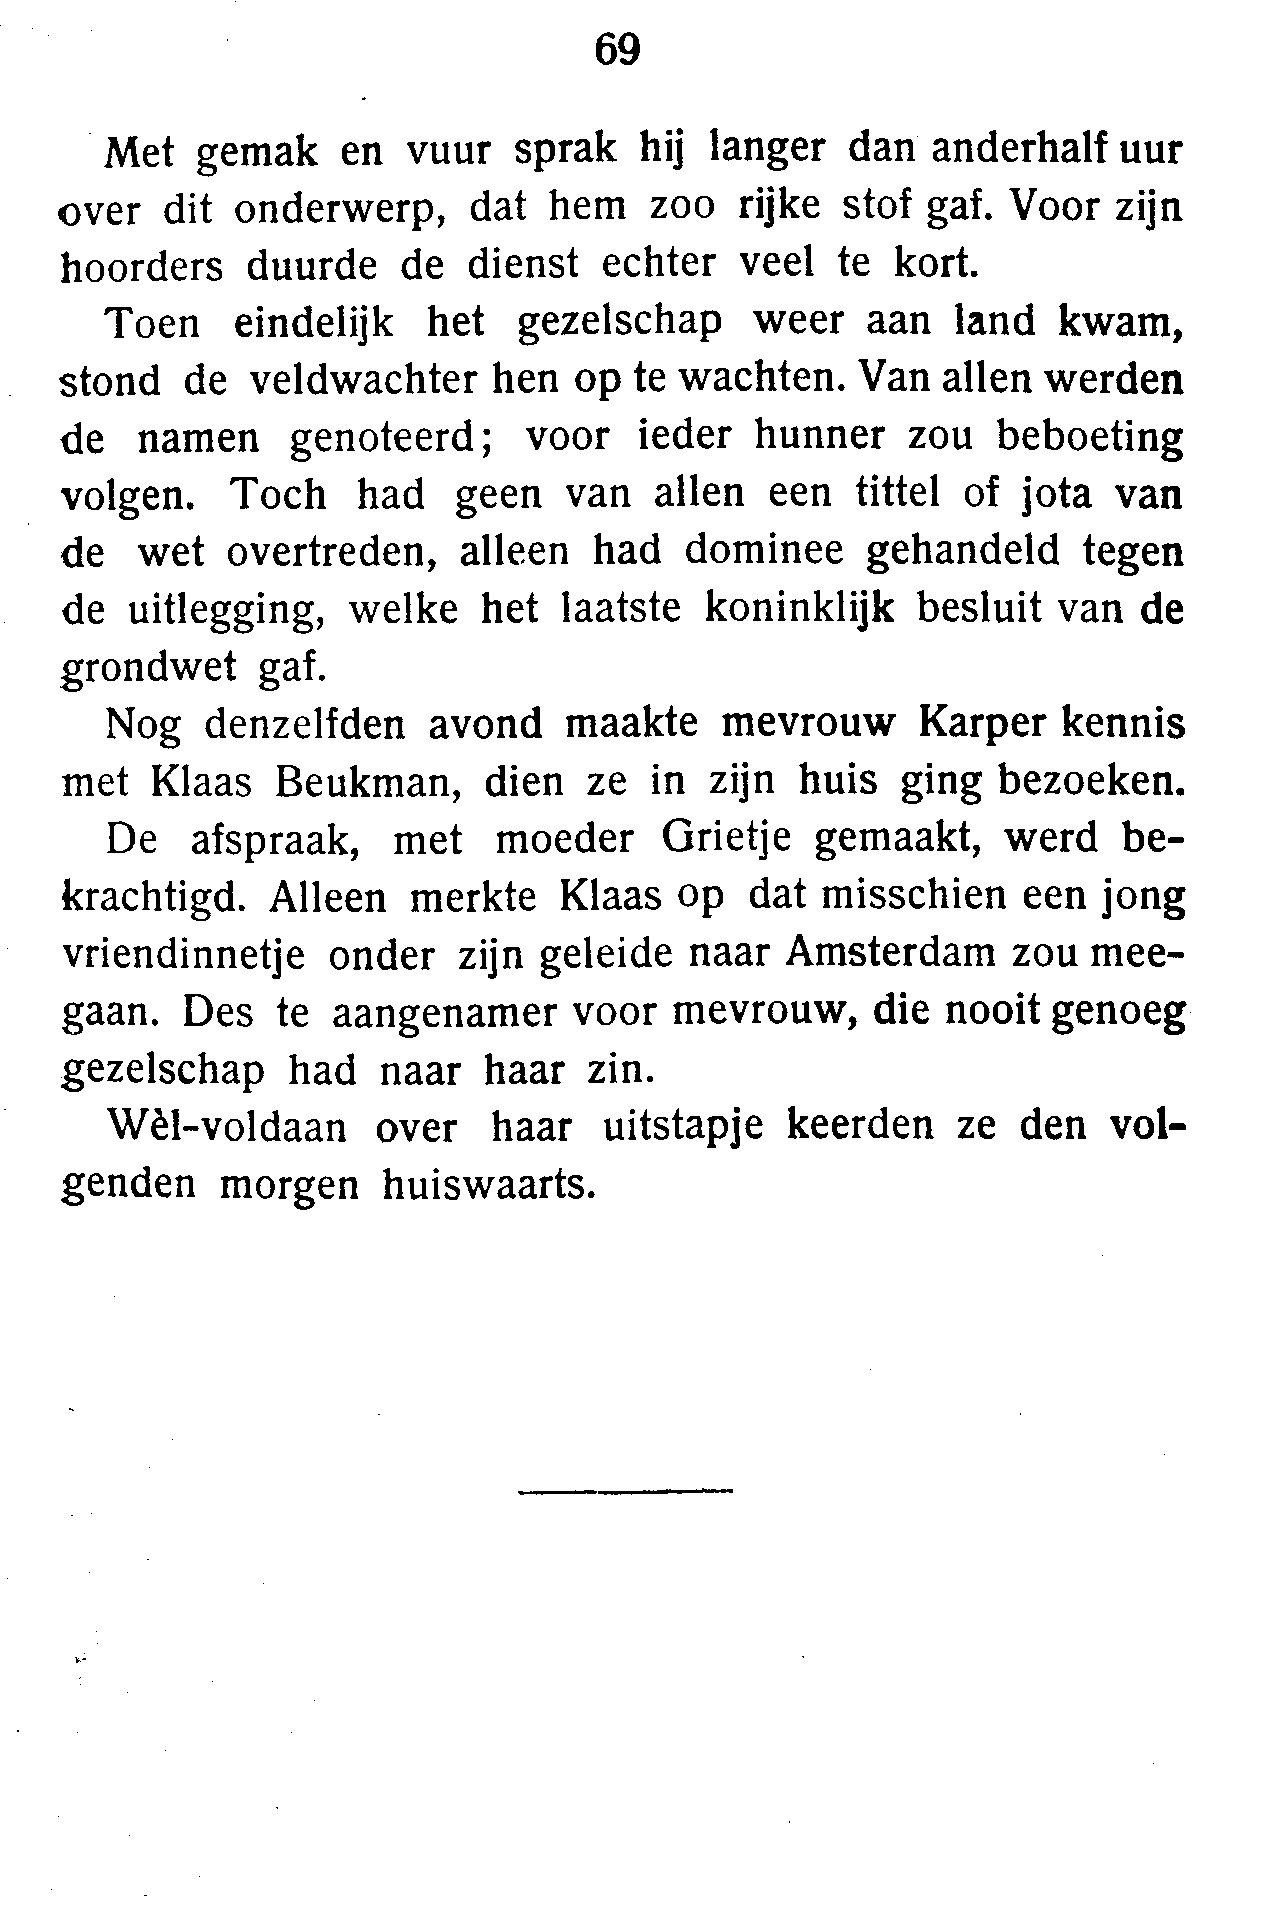 69
Met gemak en vuur sprak hij langer dan anderhalf uur
over dit onderwerp, dat hem zoo rijke stof gaf. Voor zijn
hoorders duurde de dienst echter veel te kort.
Toen eindelijk het gezelschap weer aan land kwam,
stond de veldwachter hen op te wachten. Van allen werden
de namen genoteerd; voor ieder hunner zou beboeting
volgen. Toch had geen van allen een tittel of jota van
de wet overtreden, alleen had dominee gehandeld tegen
de uitlegging, welke het laatste koninklijk besluit van de
grondwet gaf.
Nog denzelfden avond maakte mevrouw Karper kennis
met Klaas Beukman, dien ze in zijn huis ging bezoeken.
De afspraak, met moeder Grietje gemaakt, werd be-
krachtigd. Alleen merkte Klaas op dat misschien een jong
vriendinnetje onder zijn geleide naar Amsterdam zou mee-
gaan. Des te aangenamer voor mevrouw, die nooit genoeg
gezelschap had naar haar zin.
Wèl-voldaan over haar uitstapje keerden ze den vol-
genden morgen huiswaarts.